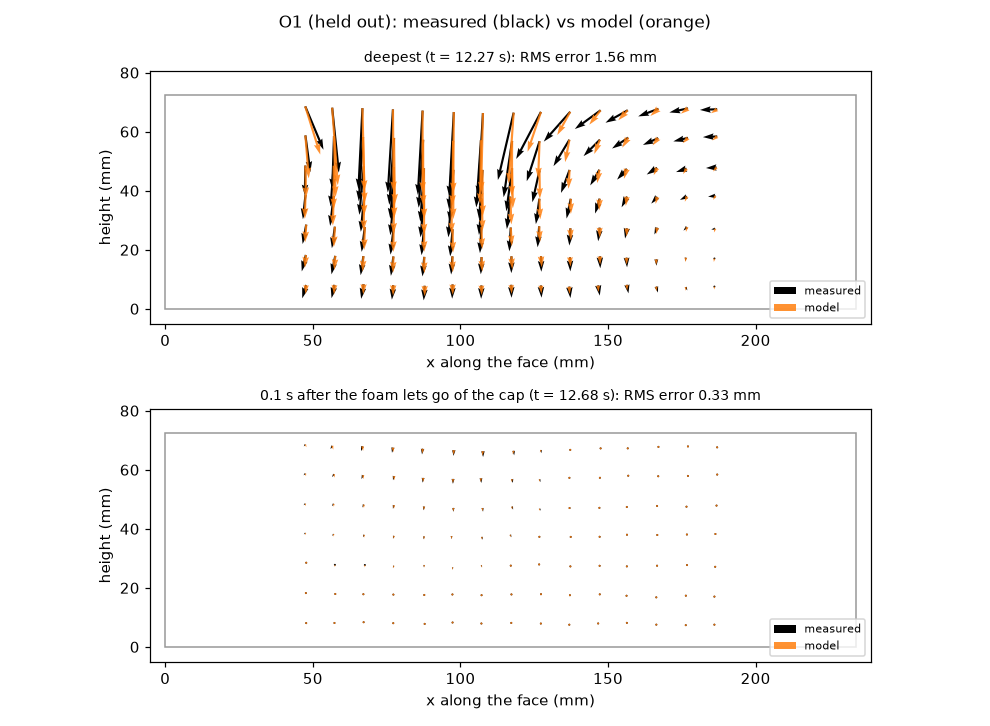 O1 (held out): measured (black) vs model (orange)
deepest (t = 12.27 s): RMS error 1.56 mm
80
60
40
20
0
height (mm)
0
50
100
150
200
x along the face (mm)
measured
model
0.1 s after the foam lets go of the cap (t = 12.68 s): RMS error 0.33 mm
80
60
40
20
0
height (mm)
0
50
100
150
200
x along the face (mm)
measured
model